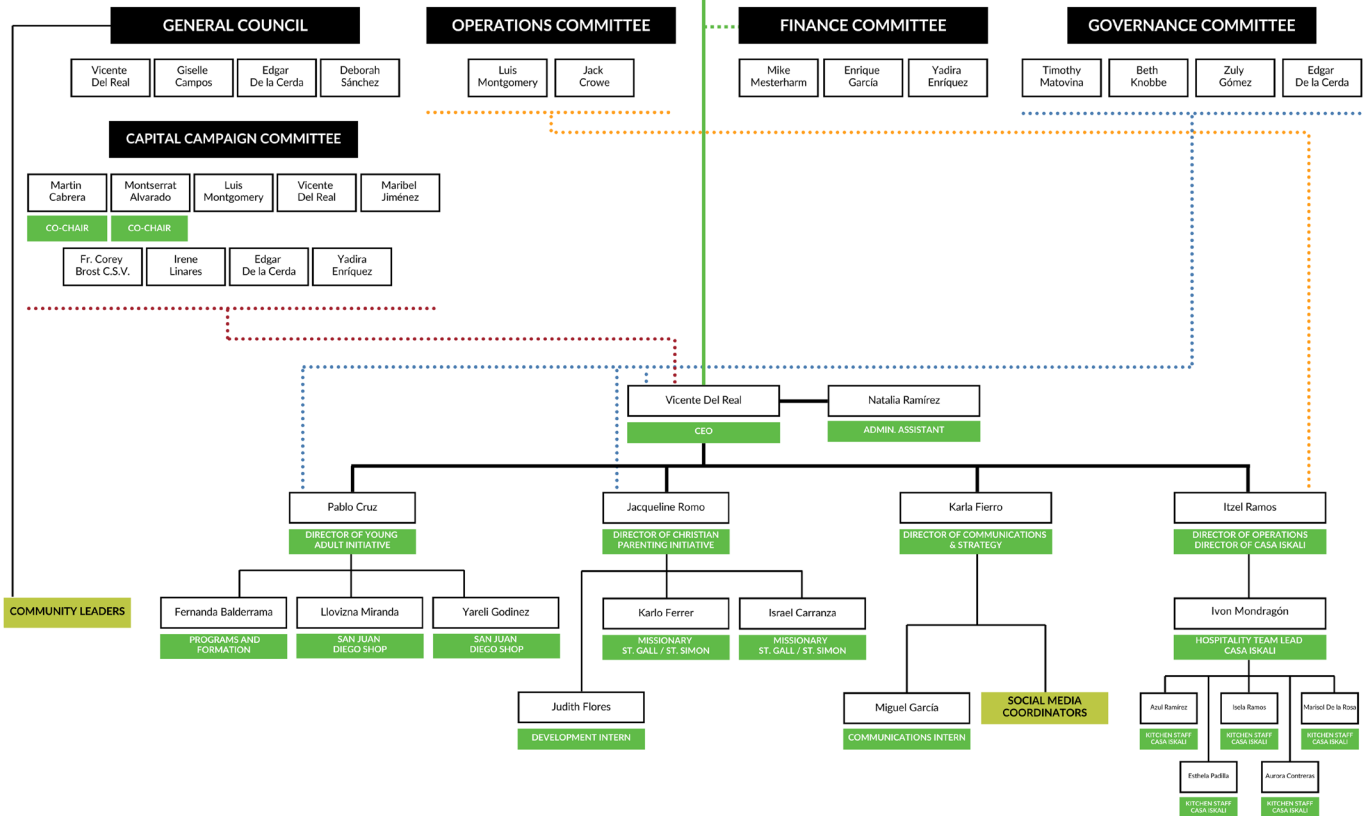 GENERAL COUNCIL
OPERATIONS COMMITTEE
FINANCE COMMITTEE
GOVERNANCE COMMITTEE
Vicente
Del Real
Giselle
Campos
Edgar
De la Cerda
Deborah
Sánchez
Luis
Montgomery
Jack
Crowe
Mike
Mesterharm
Enrique
García
Yadira
Enríquez
Timothy
Matovina
Beth
Knobbe
Zuly
Gómez
Edgar
De la Cerda
CAPITAL CAMPAIGN COMMITTEE
Martin
Cabrera
CO-CHAIR
Montserrat
Alvarado
CO-CHAIR
Luis
Montgomery
Vicente
Del Real
Maribel
Jiménez
Fr. Corey
Brost C.S.V.
Irene
Linares
Edgar
De la Cerda
Yadira
Enríquez
Vicente Del Real
CEO
Natalia Ramírez
ADMIN. ASSISTANT
Pablo Cruz
DIRECTOR OF YOUNG
ADULT INITIATIVE
Jacqueline Romo
DIRECTOR OF CHRISTIAN
PARENTING INITIATIVE
Karla Fierro
DIRECTOR OF COMMUNICATIONS
& STRATEGY
Itzel Ramos
DIRECTOR OF OPERATIONS
DIRECTOR OF CASA ISKALI
COMMUNITY LEADERS
Fernanda Balderrama
PROGRAMS AND
FORMATION
Llovizna Miranda
SAN JUAN
DIEGO SHOP
Yareli Godinez
SAN JUAN
DIEGO SHOP
Karlo Ferrer
MISSIONARY
ST. GALL / ST. SIMON
Israel Carranza
MISSIONARY
ST. GALL / ST. SIMON
Ivon Mondragón
HOSPITALITY TEAM LEAD
CASA ISKALI
Judith Flores
DEVELOPMENT INTERN
Miguel García
COMMUNICATIONS INTERN
SOCIAL MEDIA
COORDINATORS
Azul Ramírez
KITCHEN STAFF
CASA ISKALI
Isela Ramos
KITCHEN STAFF
CASA ISKALI
Marisol De la Rosa
KITCHEN STAFF
CASA ISKALI
Esthela Padilla
KITCHEN STAFF
CASA ISKALI
Aurora Contreras
KITCHEN STAFF
CASA ISKALI